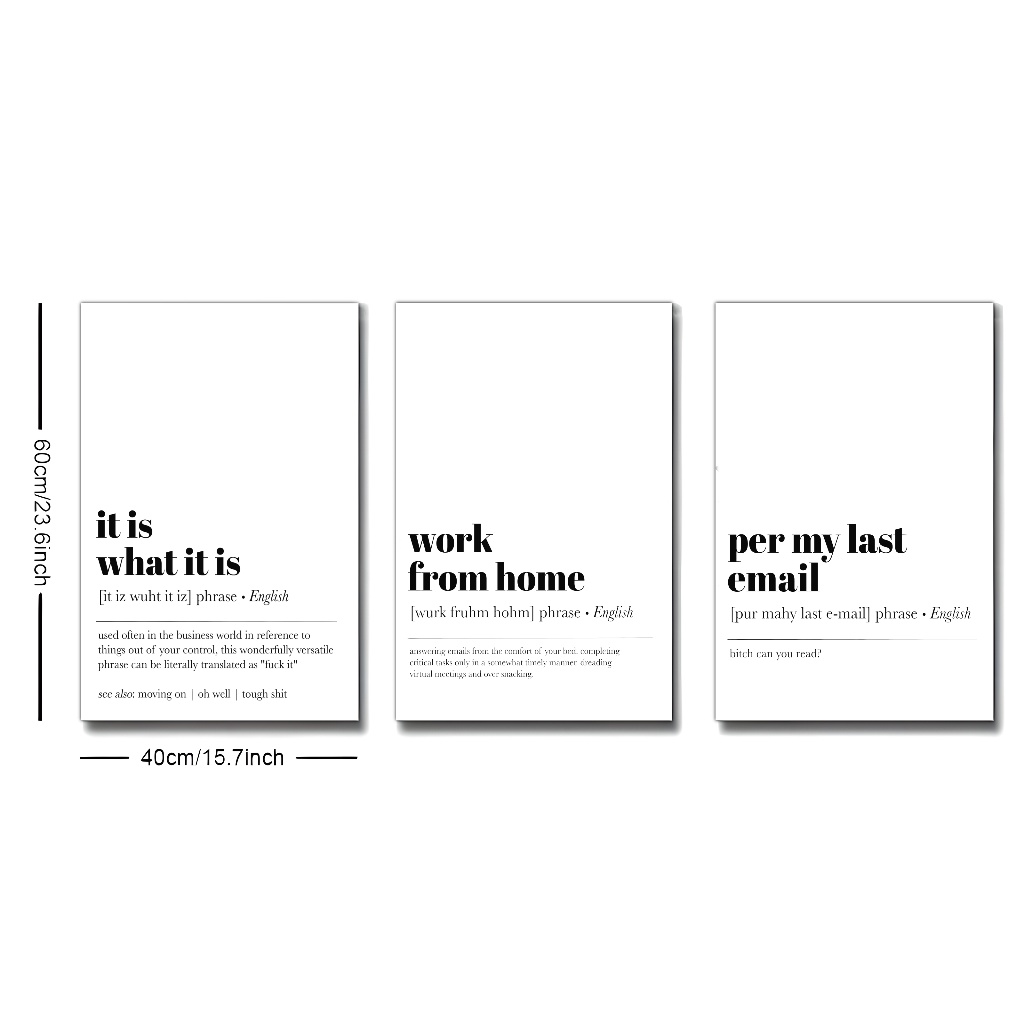 60cm/23.6inch
it is
what it is
[it iz wuht it iz] phrase • English
used often in the business world in reference to
things out of your control. this wonderfully versatile
phrase can be literally translated as "fuck it"
see also: moving on | oh well | tough shit
40cm/15.7inch
work
from home
[wurk fruhm hohm] phrase • English
answering emails from the comfort of your bed. completing
critical tasks only in a somewhat timely manner. dreading
virtual meetings and over snacking.
per my last
email
[pur mahy last e-mail] phrase • English
bitch can you read?